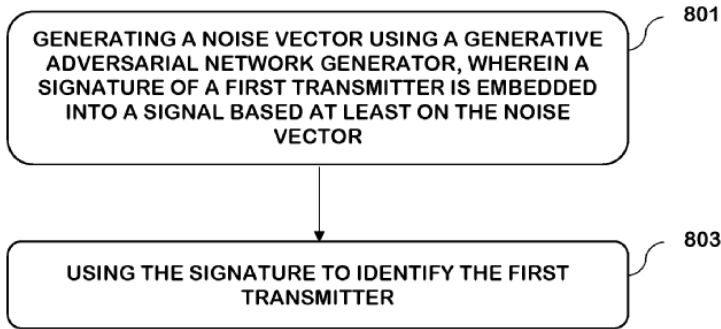 801
GENERATING A NOISE VECTOR USING A GENERATIVE
ADVERSARIAL NETWORK GENERATOR, WHEREIN A
SIGNATURE OF A FIRST TRANSMITTER IS EMBEDDED
INTO A SIGNAL BASED AT LEAST ON THE NOISE
VECTOR
803
USING THE SIGNATURE TO IDENTIFY THE FIRST
TRANSMITTER